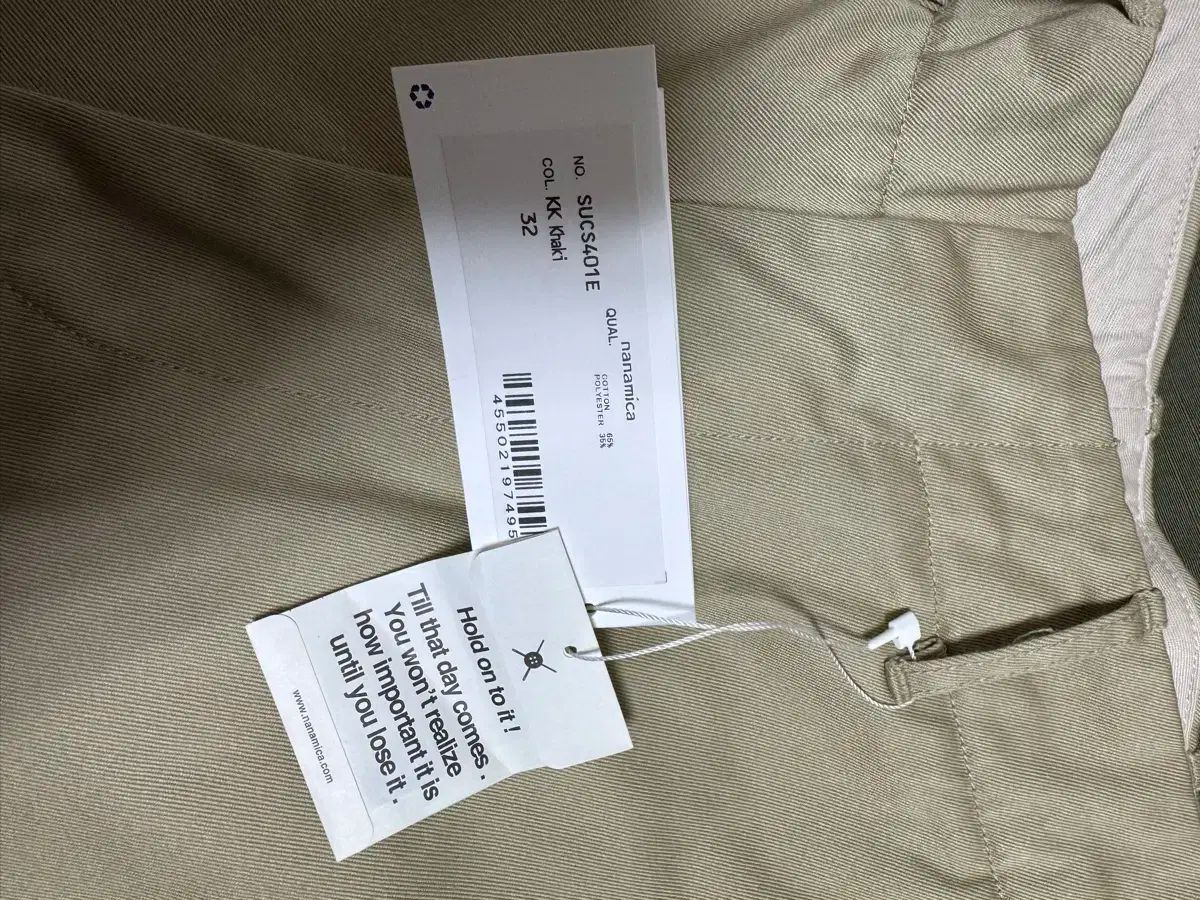 nanamica
NO. SUCS401E
QUAL.
COTTON 65%
POLYESTER 35%
COL. KK Khaki
32
45502197495
Hold on to it !
Till that day comes .
You won't realize
how important it is
until you lose it .
www.nanamica.com